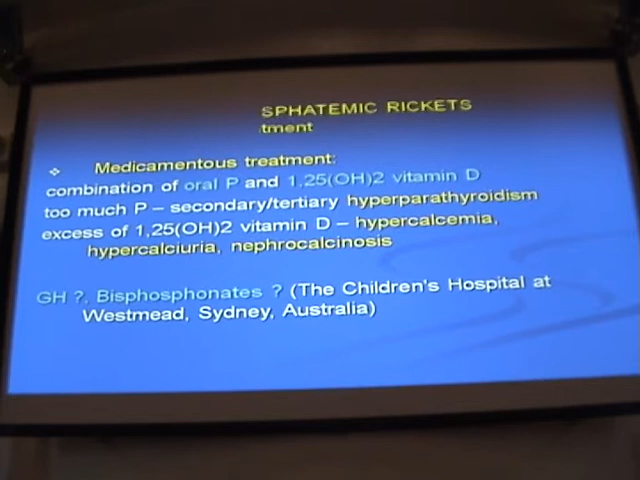 SPHATEMIC RICKETS
tment
❖ Medicamentous treatment:
combination of oral P and 1,25(OH)2 vitamin D
too much P – secondary/tertiary hyperparathyroidism
excess of 1,25(OH)2 vitamin D – hypercalcemia,
hypercalciuria, nephrocalcinosis
GH ?, Bisphosphonates ? (The Children's Hospital at
Westmead, Sydney, Australia)